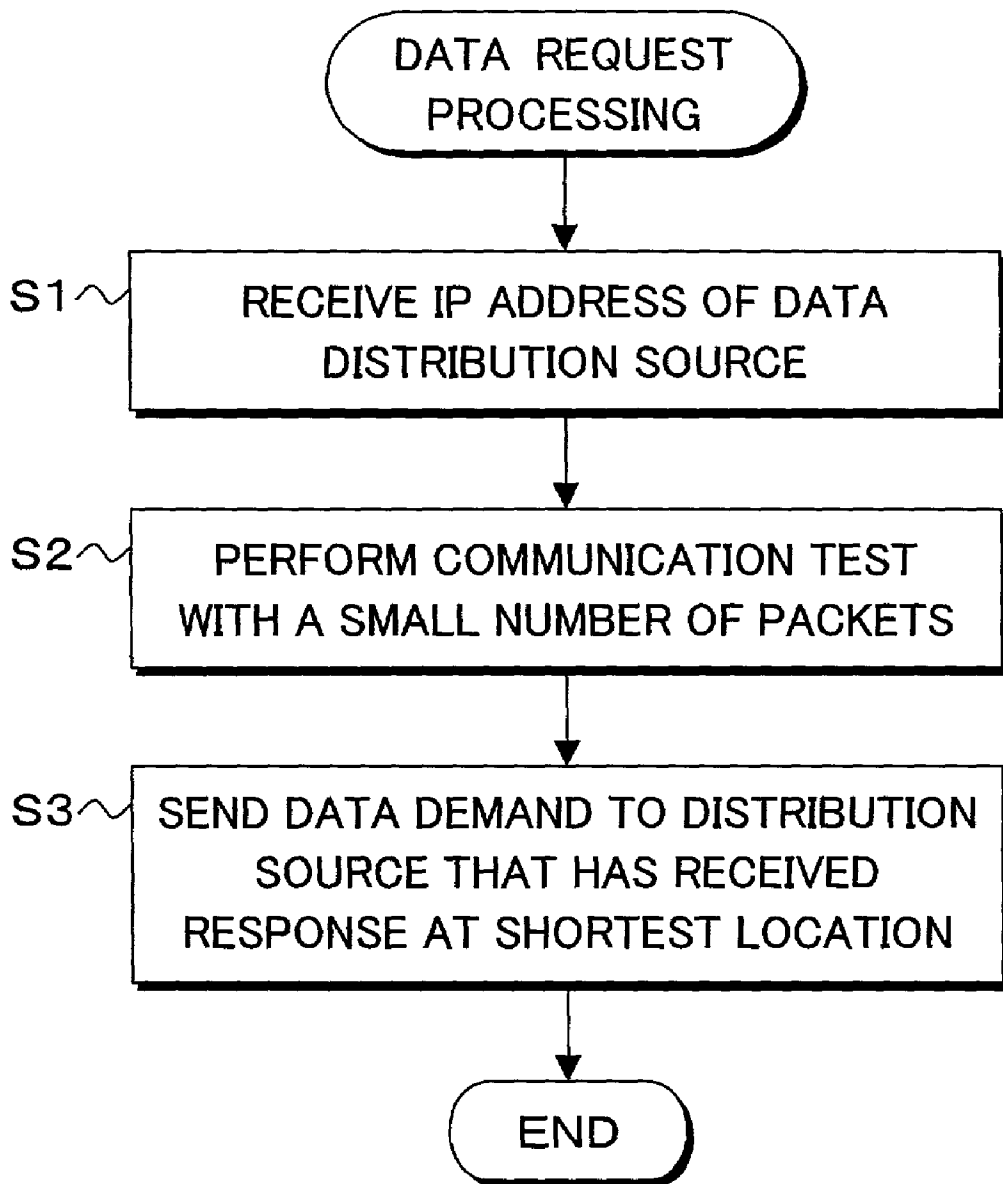 DATA REQUEST
PROCESSING
S1
RECEIVE IP ADDRESS OF DATA
DISTRIBUTION SOURCE
S2
PERFORM COMMUNICATION TEST
WITH A SMALL NUMBER OF PACKETS
S3
SEND DATA DEMAND TO DISTRIBUTION
SOURCE THAT HAS RECEIVED
RESPONSE AT SHORTEST LOCATION
END